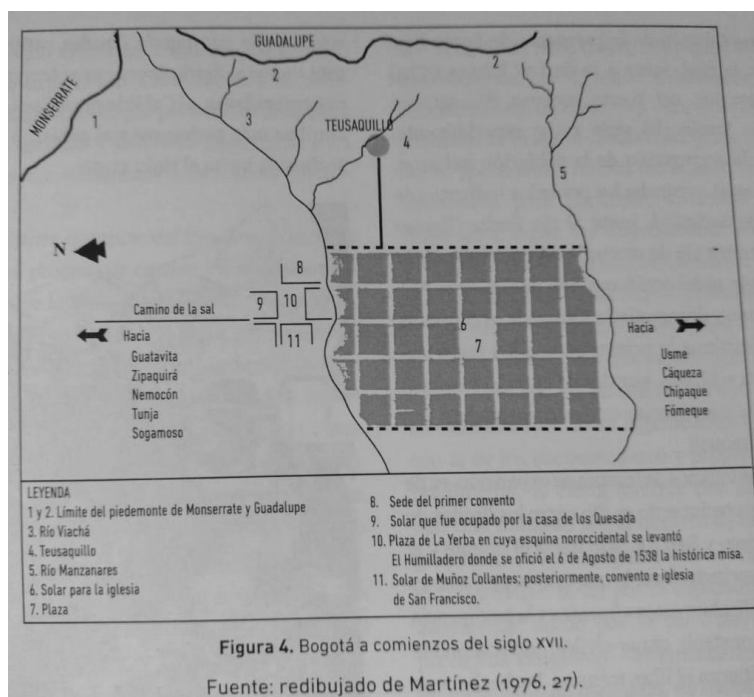 GUADALUPE
MONSERRATE
1
2
2
3
TEUSAQUILLO
4
5
N
8
9
10
11
6
7
Camino de la sal
Hacia
Guatavita
Zipaquirá
Nemocón
Tunja
Sogamoso
Hacia
Usme
Cáqueza
Chipaque
Fómeque
LEYENDA
1 y 2. Límite del piedemonte de Monserrate y Guadalupe
3. Río Viachá
4. Teusaquillo
5. Río Manzanares
6. Solar para la iglesia
7. Plaza
8. Sede del primer convento
9. Solar que fue ocupado por la casa de los Quesada
10. Plaza de La Yerba en cuya esquina noroccidental se levantó
El Humilladero donde se ofició el 6 de Agosto de 1538 la histórica misa.
11. Solar de Muñoz Collantes; posteriormente, convento e iglesia
de San Francisco.
Figura 4. Bogotá a comienzos del siglo XVII.
Fuente: redibujado de Martínez (1976, 27).